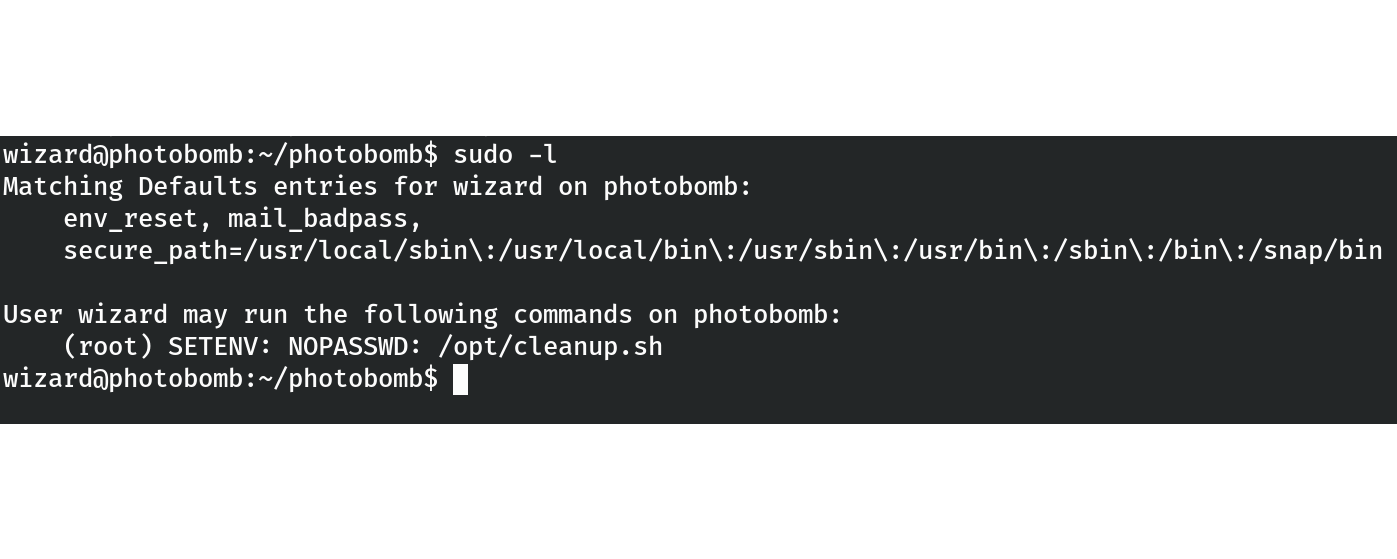 wizard@photobomb:~/photobomb$ sudo -l
Matching Defaults entries for wizard on photobomb:
    env_reset, mail_badpass,
    secure_path=/usr/local/sbin\:/usr/local/bin\:/usr/sbin\:/usr/bin\:/sbin\:/bin\:/snap/bin

User wizard may run the following commands on photobomb:
    (root) SETENV: NOPASSWD: /opt/cleanup.sh
wizard@photobomb:~/photobomb$